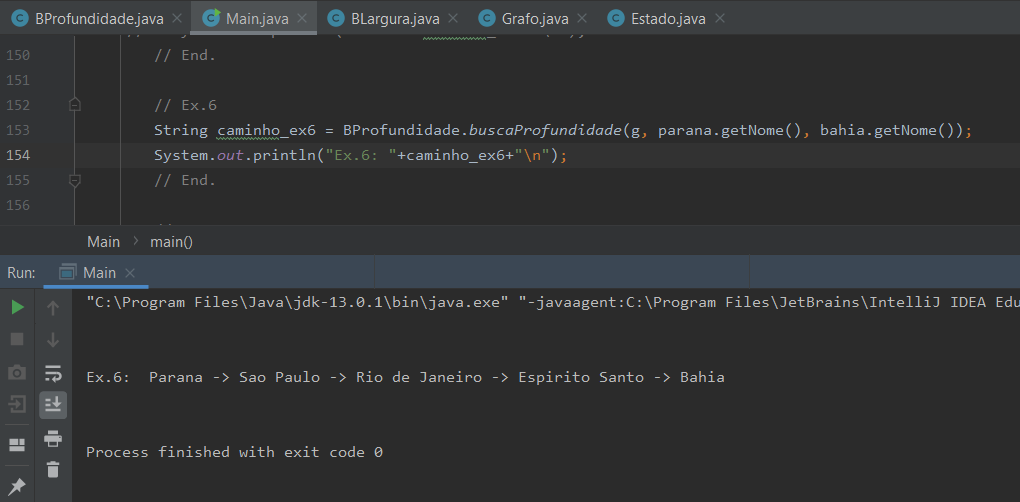 BProfundidade.java Main.java BLargura.java Grafo.java Estado.java
150 // End.
151
152 // Ex.6
153 String caminho_ex6 = BProfundidade.buscaProfundidade(g, parana.getNome(), bahia.getNome());
154 System.out.println("Ex.6: "+caminho_ex6+"\n");
155 // End.
156
Main main()
Run: Main
"C:\Program Files\Java\jdk-13.0.1\bin\java.exe" "-javaagent:C:\Program Files\JetBrains\IntelliJ IDEA Edu
Ex.6:  Parana -> Sao Paulo -> Rio de Janeiro -> Espirito Santo -> Bahia
Process finished with exit code 0